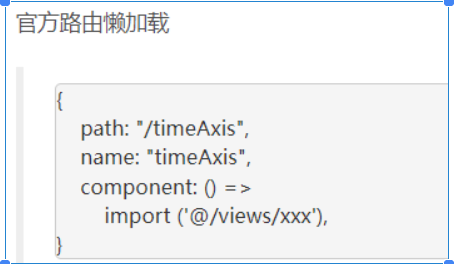 官方路由懒加载
{
path: "/timeAxis",
name: "timeAxis",
component: () =>
import ('@/views/xxx'),
}